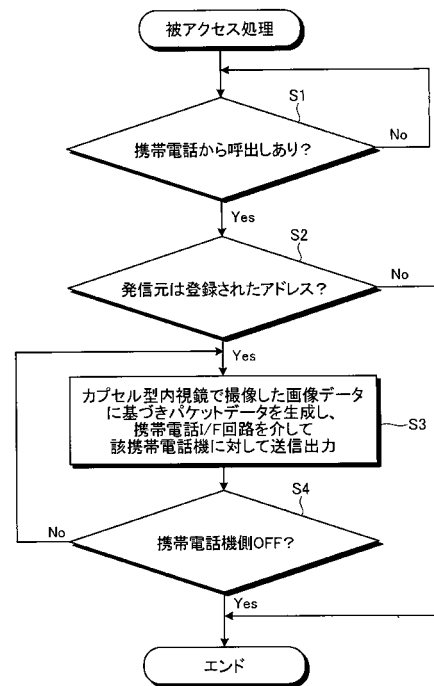 被アクセス処理
S1
携帯電話から呼出しあり？
No
Yes
S2
発信元は登録されたアドレス？
No
Yes
カプセル型内視鏡で撮像した画像データ
に基づきパケットデータを生成し、
携帯電話I/F回路を介して
該携帯電話機に対して送信出力
S3
S4
No
携帯電話機側OFF？
Yes
エンド